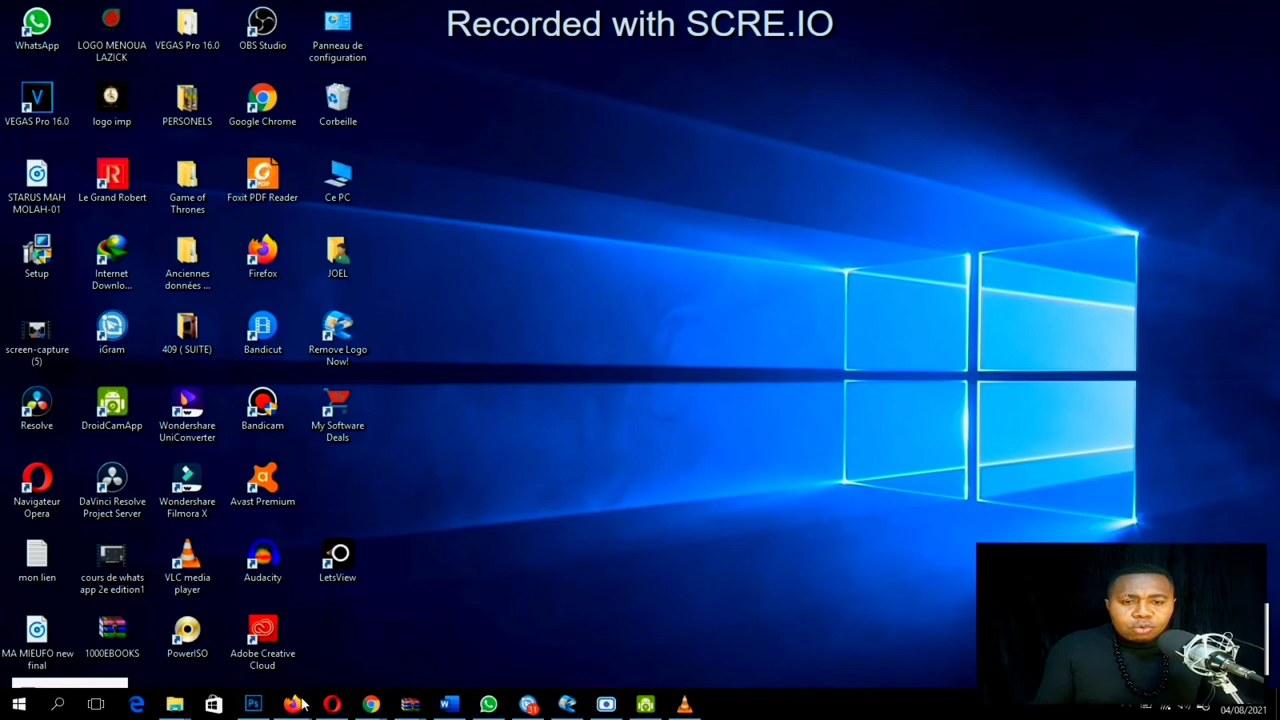 Recorded with SCRE.IO
WhatsApp
LOGO MENOUA
LAZICK
VEGAS Pro 16.0
OBS Studio
Panneau de
configuration
VEGAS Pro 16.0
logo imp
PERSONELS
Google Chrome
Corbeille
STARUS MAH
MOLAH-01
Le Grand Robert
Game of
Thrones
Foxit PDF Reader
Ce PC
Setup
Internet
Downlo...
Anciennes
données ...
Firefox
JOEL
screen-capture
(5)
iGram
409 ( SUITE)
Bandicut
Remove Logo
Now!
Resolve
DroidCamApp
Wondershare
UniConverter
Bandicam
My Software
Deals
Navigateur
Opera
DaVinci Resolve
Project Server
Wondershare
Filmora X
Avast Premium
mon lien
cours de whats
app 2e edition1
VLC media
player
Audacity
LetsView
MA MIEUFO new
final
1000EBOOKS
PowerISO
Adobe Creative
Cloud
04/08/2021